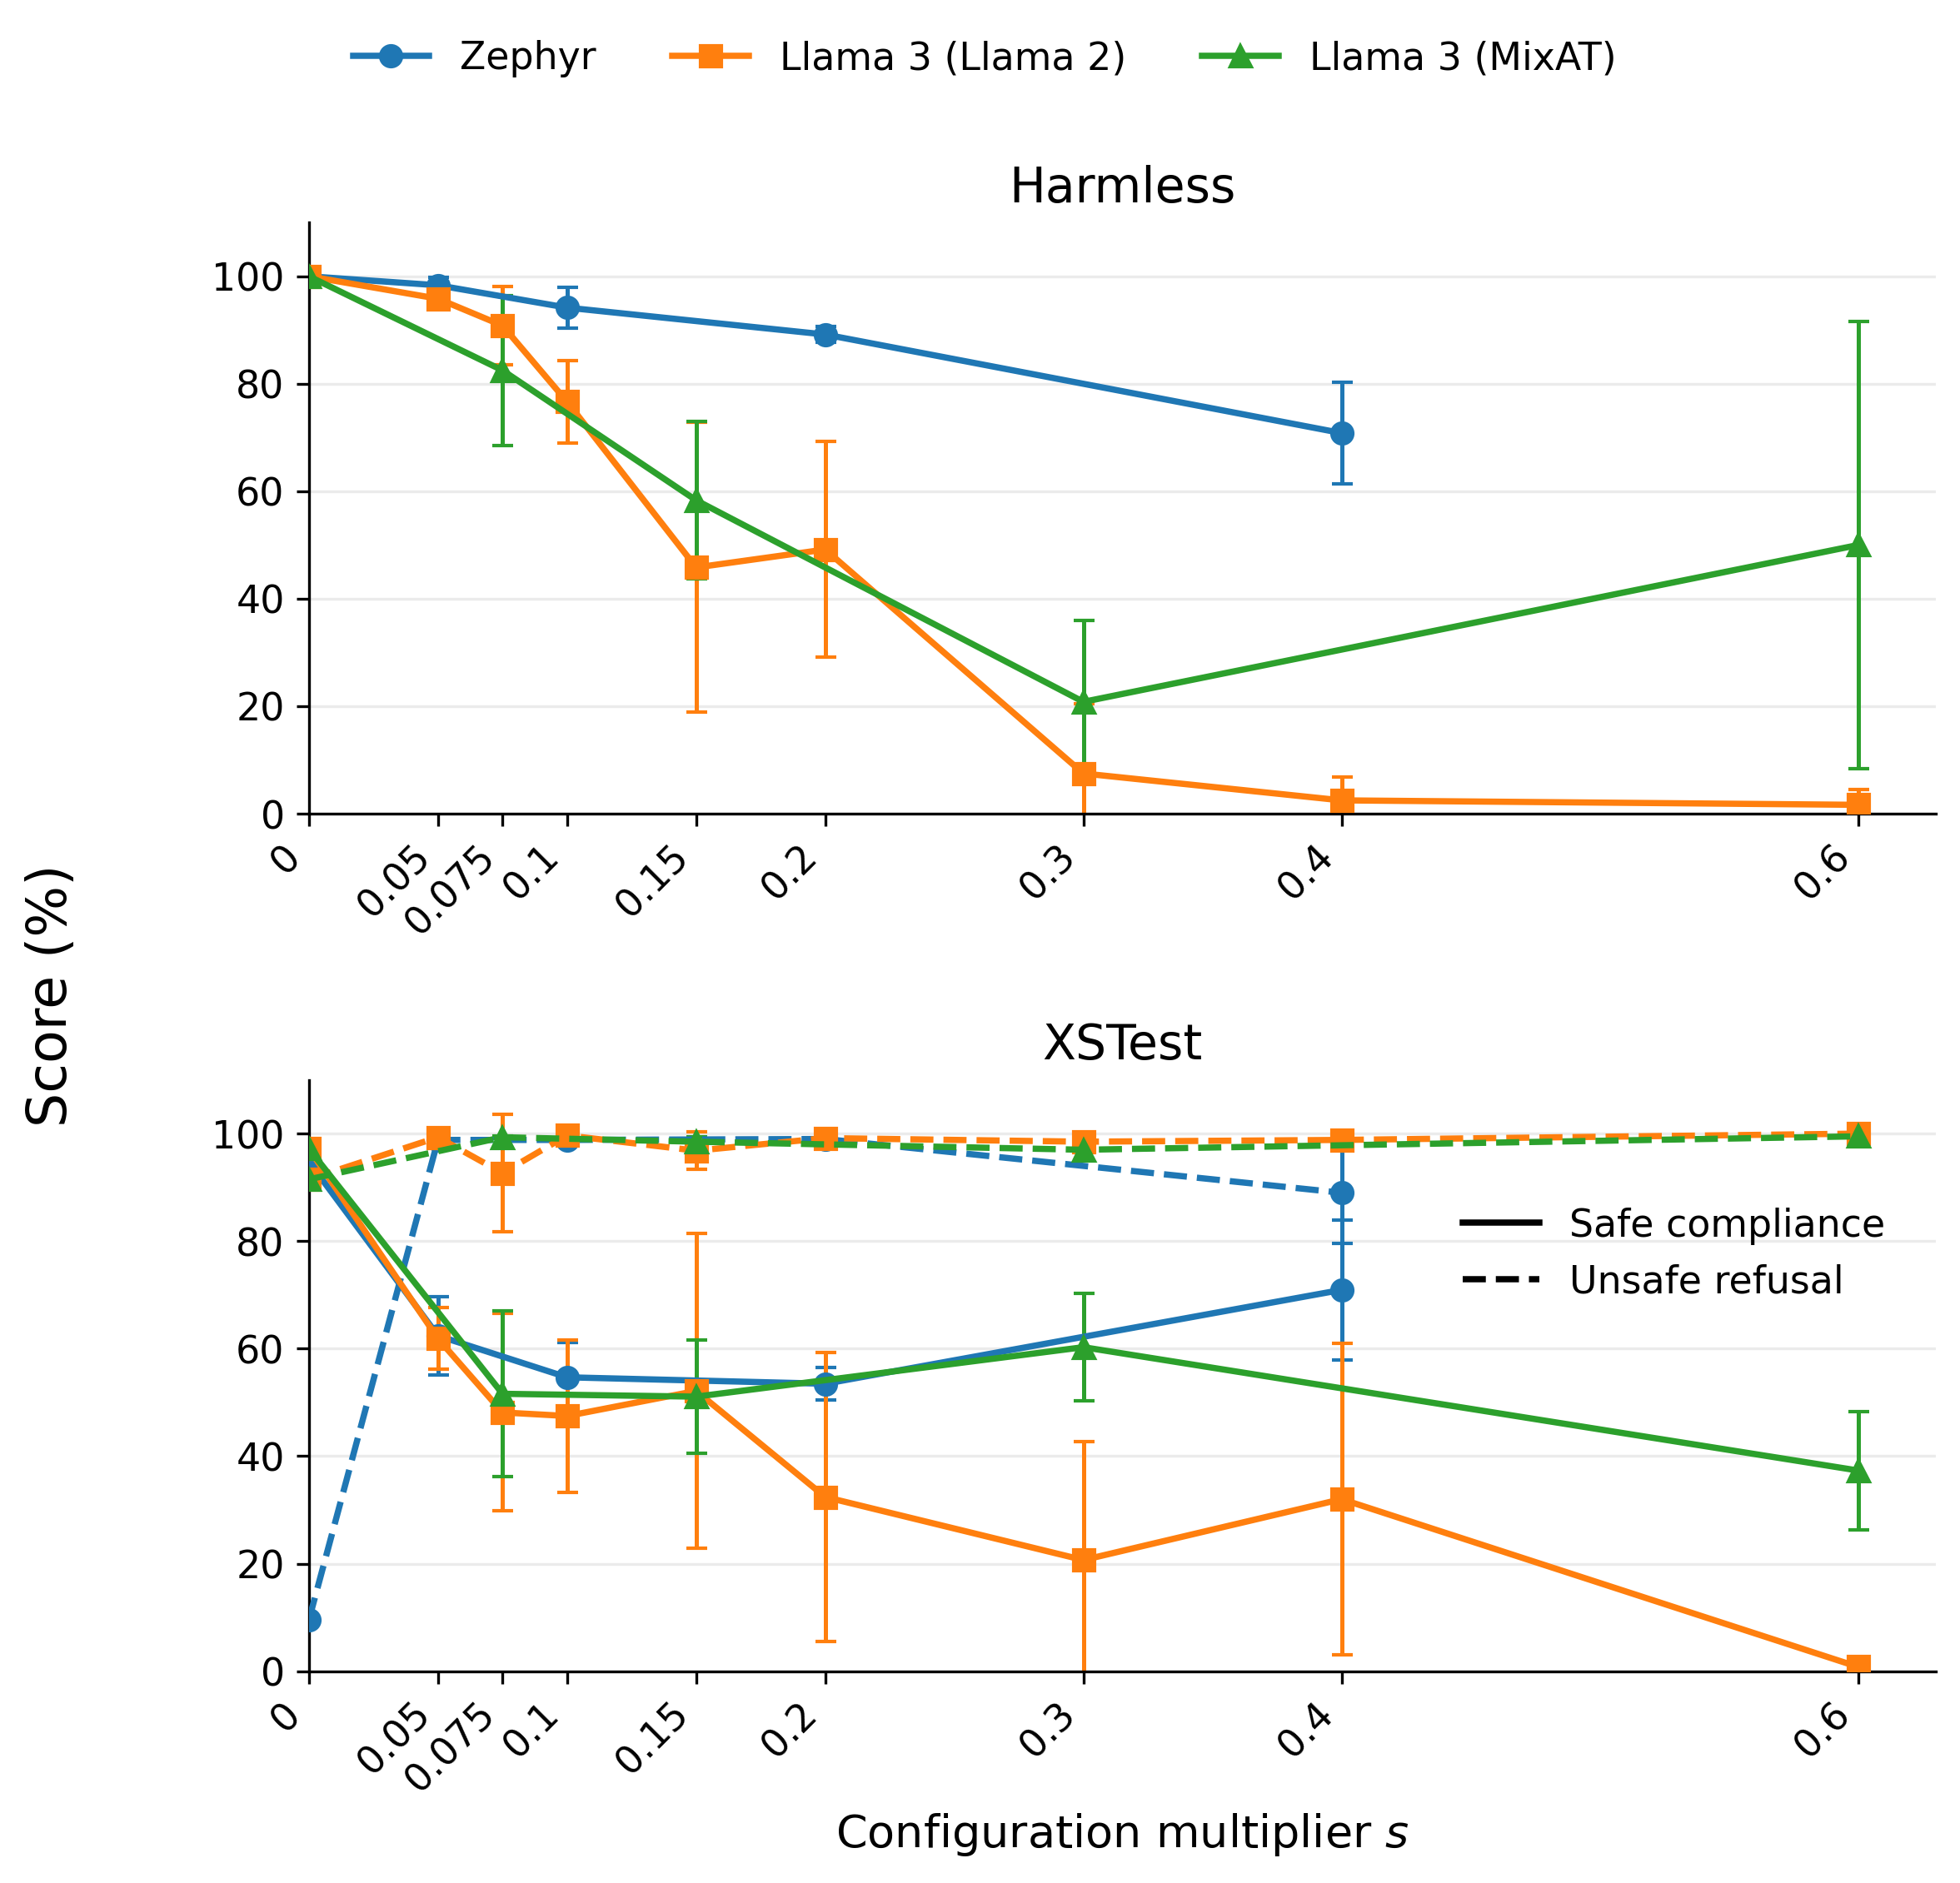 Zephyr Llama 3 (Llama 2) Llama 3 (MixAT)
Harmless
100
80
60
40
20
0
0 0.05 0.075 0.1 0.15 0.2 0.3 0.4 0.6
Score (%)
XSTest
100
80
60
40
20
0
Safe compliance
Unsafe refusal
0 0.05 0.075 0.1 0.15 0.2 0.3 0.4 0.6
Configuration multiplier s